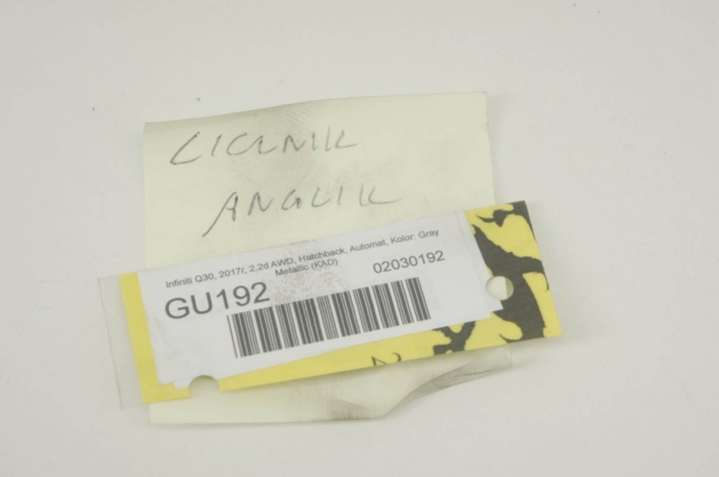 LICZNIK
ANGLIK
Infiniti Q30, 2017r, 2.2d AWD, Hatchback, Automat, Kolor: Gray
Metallic (KAD)
GU192
02030192